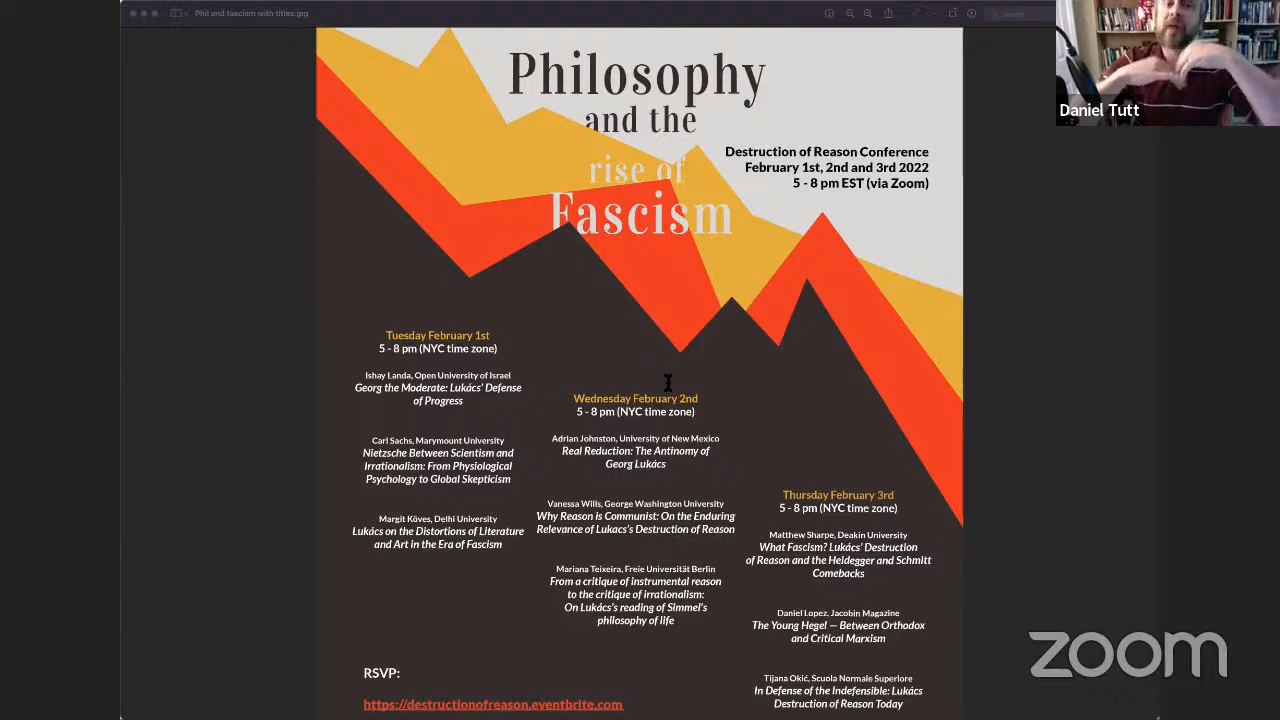 Phil and fascism with titles.jpg
Search
Daniel Tutt
Philosophy
and the
rise of
Fascism
Destruction of Reason Conference
February 1st, 2nd and 3rd 2022
5 - 8 pm EST (via Zoom)
Tuesday February 1st
5 - 8 pm (NYC time zone)
Ishay Landa, Open University of Israel
Georg the Moderate: Lukács' Defense
of Progress
Carl Sachs, Marymount University
Nietzsche Between Scientism and
Irrationalism: From Physiological
Psychology to Global Skepticism
Margit Köves, Delhi University
Lukács on the Distortions of Literature
and Art in the Era of Fascism
Wednesday February 2nd
5 - 8 pm (NYC time zone)
Adrian Johnston, University of New Mexico
Real Reduction: The Antinomy of
Georg Lukács
Vanessa Wills, George Washington University
Why Reason is Communist: On the Enduring
Relevance of Lukacs's Destruction of Reason
Mariana Teixeira, Freie Universität Berlin
From a critique of instrumental reason
to the critique of irrationalism:
On Lukács's reading of Simmel's
philosophy of life
Thursday February 3rd
5 - 8 pm (NYC time zone)
Matthew Sharpe, Deakin University
What Fascism? Lukács' Destruction
of Reason and the Heidegger and Schmitt
Comebacks
Daniel Lopez, Jacobin Magazine
The Young Hegel — Between Orthodox
and Critical Marxism
Tijana Okić, Scuola Normale Superiore
In Defense of the Indefensible: Lukács
Destruction of Reason Today
RSVP:
https://destructionofreason.eventbrite.com
zoom